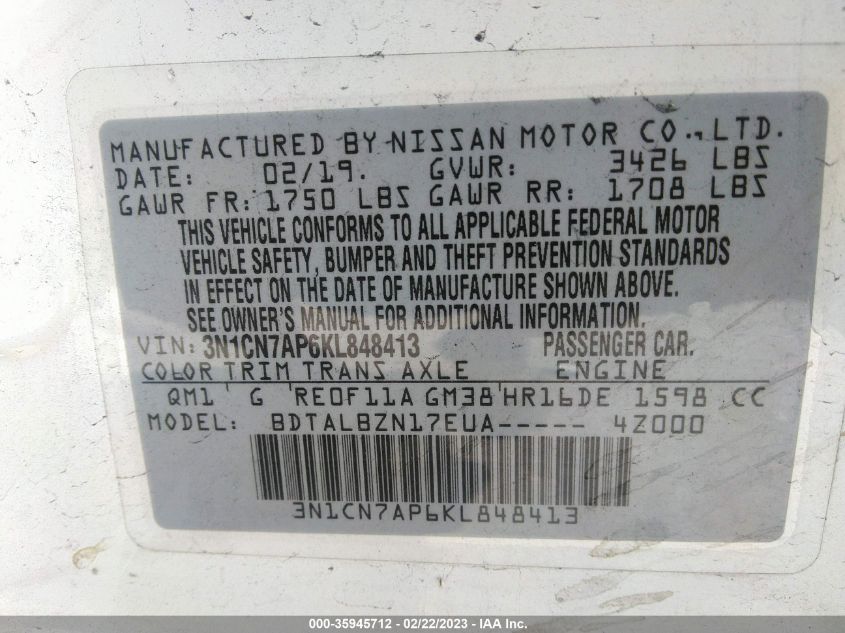 MANUFACTURED BY NISSAN MOTOR CO., LTD.
DATE: 02/19. GVWR: 3426 LBS
GAWR FR: 1750 LBS GAWR RR: 1708 LBS
THIS VEHICLE CONFORMS TO ALL APPLICABLE FEDERAL MOTOR
VEHICLE SAFETY, BUMPER AND THEFT PREVENTION STANDARDS
IN EFFECT ON THE DATE OF MANUFACTURE SHOWN ABOVE.
SEE OWNER'S MANUAL FOR ADDITIONAL INFORMATION.
VIN: 3N1CN7AP6KL848413 PASSENGER CAR.
COLOR TRIM TRANS AXLE ENGINE
QM1 G RE0F11A GM38 HR16DE 1598 CC
MODEL: BDTALBZN17EUA----- 4Z000
3N1CN7AP6KL848413
000-35945712 - 02/22/2023 - IAA Inc.